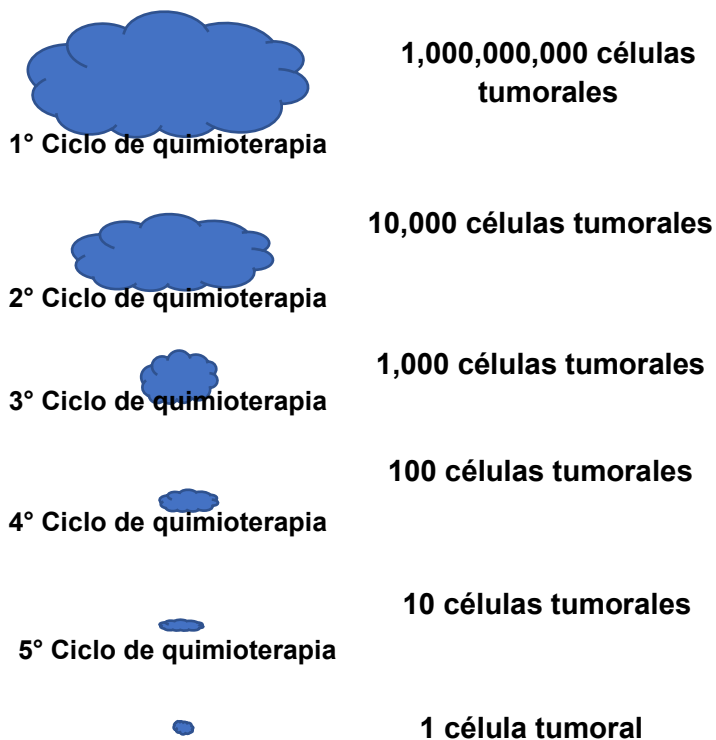 1,000,000,000 células
tumorales
1° Ciclo de quimioterapia
10,000 células tumorales
2° Ciclo de quimioterapia
1,000 células tumorales
3° Ciclo de quimioterapia
100 células tumorales
4° Ciclo de quimioterapia
10 células tumorales
5° Ciclo de quimioterapia
1 célula tumoral